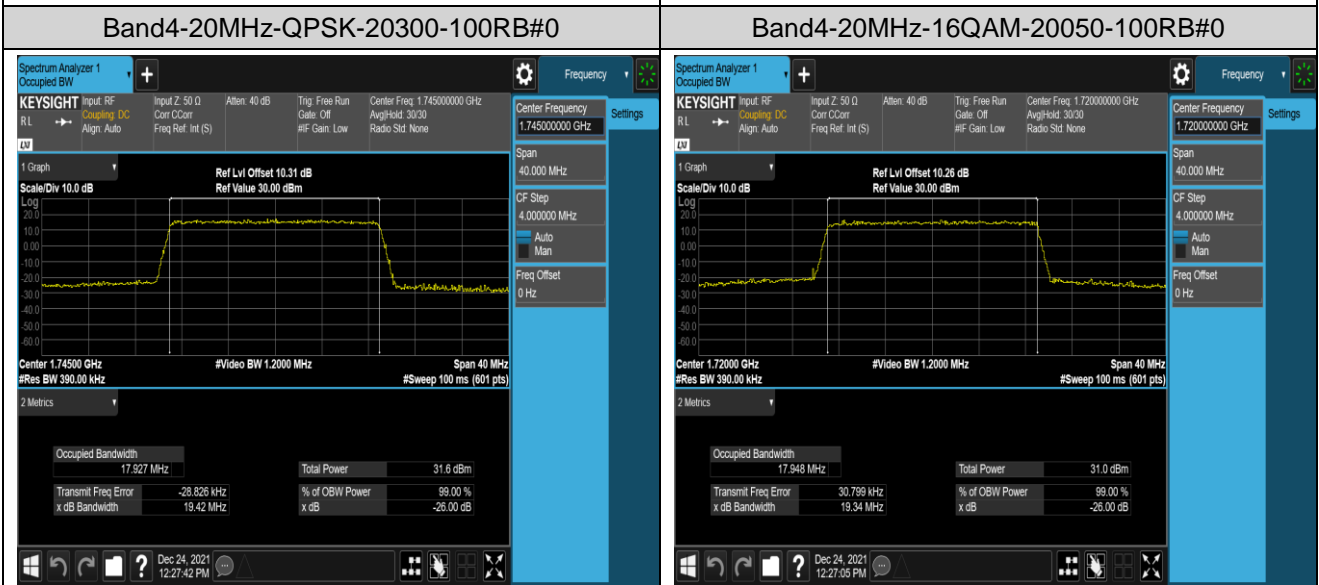 Band4-20MHz-QPSK-20300-100RB#0
Spectrum Analyzer 1
Occupied BW
+
Frequency
KEYSIGHT
RL
LXI
Input: RF
Coupling: DC
Align: Auto
Input Z: 50 Ω
Corr CCorr
Freq Ref: Int (S)
Atten: 40 dB
Trig: Free Run
Gate: Off
#IF Gain: Low
Center Freq: 1.745000000 GHz
Avg|Hold: 30/30
Radio Std: None
Center Frequency
1.745000000 GHz
Settings
Span
40.000 MHz
CF Step
4.000000 MHz
Auto
Man
Freq Offset
0 Hz
1 Graph
Scale/Div 10.0 dB
Ref Lvl Offset 10.31 dB
Ref Value 30.00 dBm
Log
20.0
10.0
0.00
-10.0
-20.0
-30.0
-40.0
-50.0
-60.0
Center 1.74500 GHz
#Video BW 1.2000 MHz
Span 40 MHz
#Res BW 390.00 kHz
#Sweep 100 ms (601 pts)
2 Metrics
Occupied Bandwidth
17.927 MHz
Total Power 31.6 dBm
Transmit Freq Error -28.826 kHz
% of OBW Power 99.00 %
x dB Bandwidth 19.42 MHz
x dB -26.00 dB
?
Dec 24, 2021
12:27:42 PM
Band4-20MHz-16QAM-20050-100RB#0
Spectrum Analyzer 1
Occupied BW
+
Frequency
KEYSIGHT
RL
LXI
Input: RF
Coupling: DC
Align: Auto
Input Z: 50 Ω
Corr CCorr
Freq Ref: Int (S)
Atten: 40 dB
Trig: Free Run
Gate: Off
#IF Gain: Low
Center Freq: 1.720000000 GHz
Avg|Hold: 30/30
Radio Std: None
Center Frequency
1.720000000 GHz
Settings
Span
40.000 MHz
CF Step
4.000000 MHz
Auto
Man
Freq Offset
0 Hz
1 Graph
Scale/Div 10.0 dB
Ref Lvl Offset 10.26 dB
Ref Value 30.00 dBm
Log
20.0
10.0
0.00
-10.0
-20.0
-30.0
-40.0
-50.0
-60.0
Center 1.72000 GHz
#Video BW 1.2000 MHz
Span 40 MHz
#Res BW 390.00 kHz
#Sweep 100 ms (601 pts)
2 Metrics
Occupied Bandwidth
17.948 MHz
Total Power 31.0 dBm
Transmit Freq Error 30.799 kHz
% of OBW Power 99.00 %
x dB Bandwidth 19.34 MHz
x dB -26.00 dB
?
Dec 24, 2021
12:27:05 PM